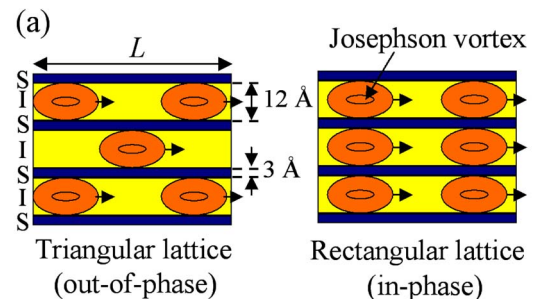 (a)
L
Josephson vortex
S
I
S
I
S
I
S
12 Å
3 Å
Triangular lattice
(out-of-phase)
Rectangular lattice
(in-phase)